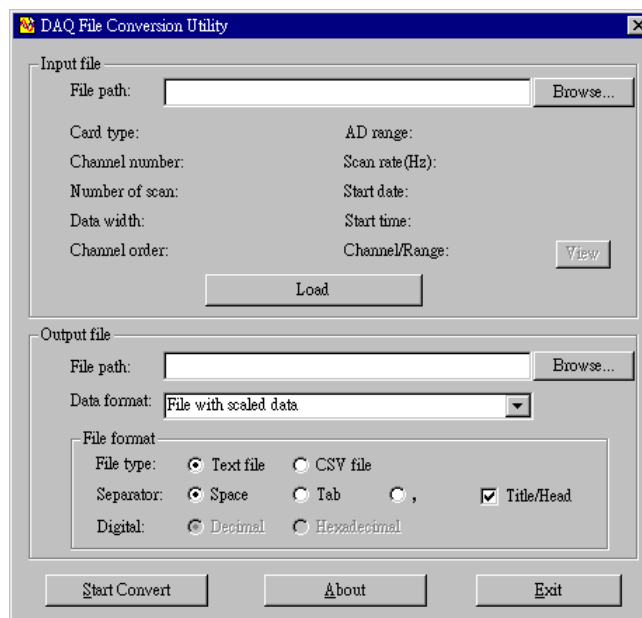 DAQ File Conversion Utility
Input file
File path: Browse...
Card type: AD range:
Channel number: Scan rate(Hz):
Number of scan: Start date:
Data width: Start time:
Channel order: Channel/Range: View
Load
Output file
File path: Browse...
Data format: File with scaled data
File format
File type: Text file CSV file
Separator: Space Tab , Title/Head
Digital: Decimal Hexadecimal
Start Convert About Exit